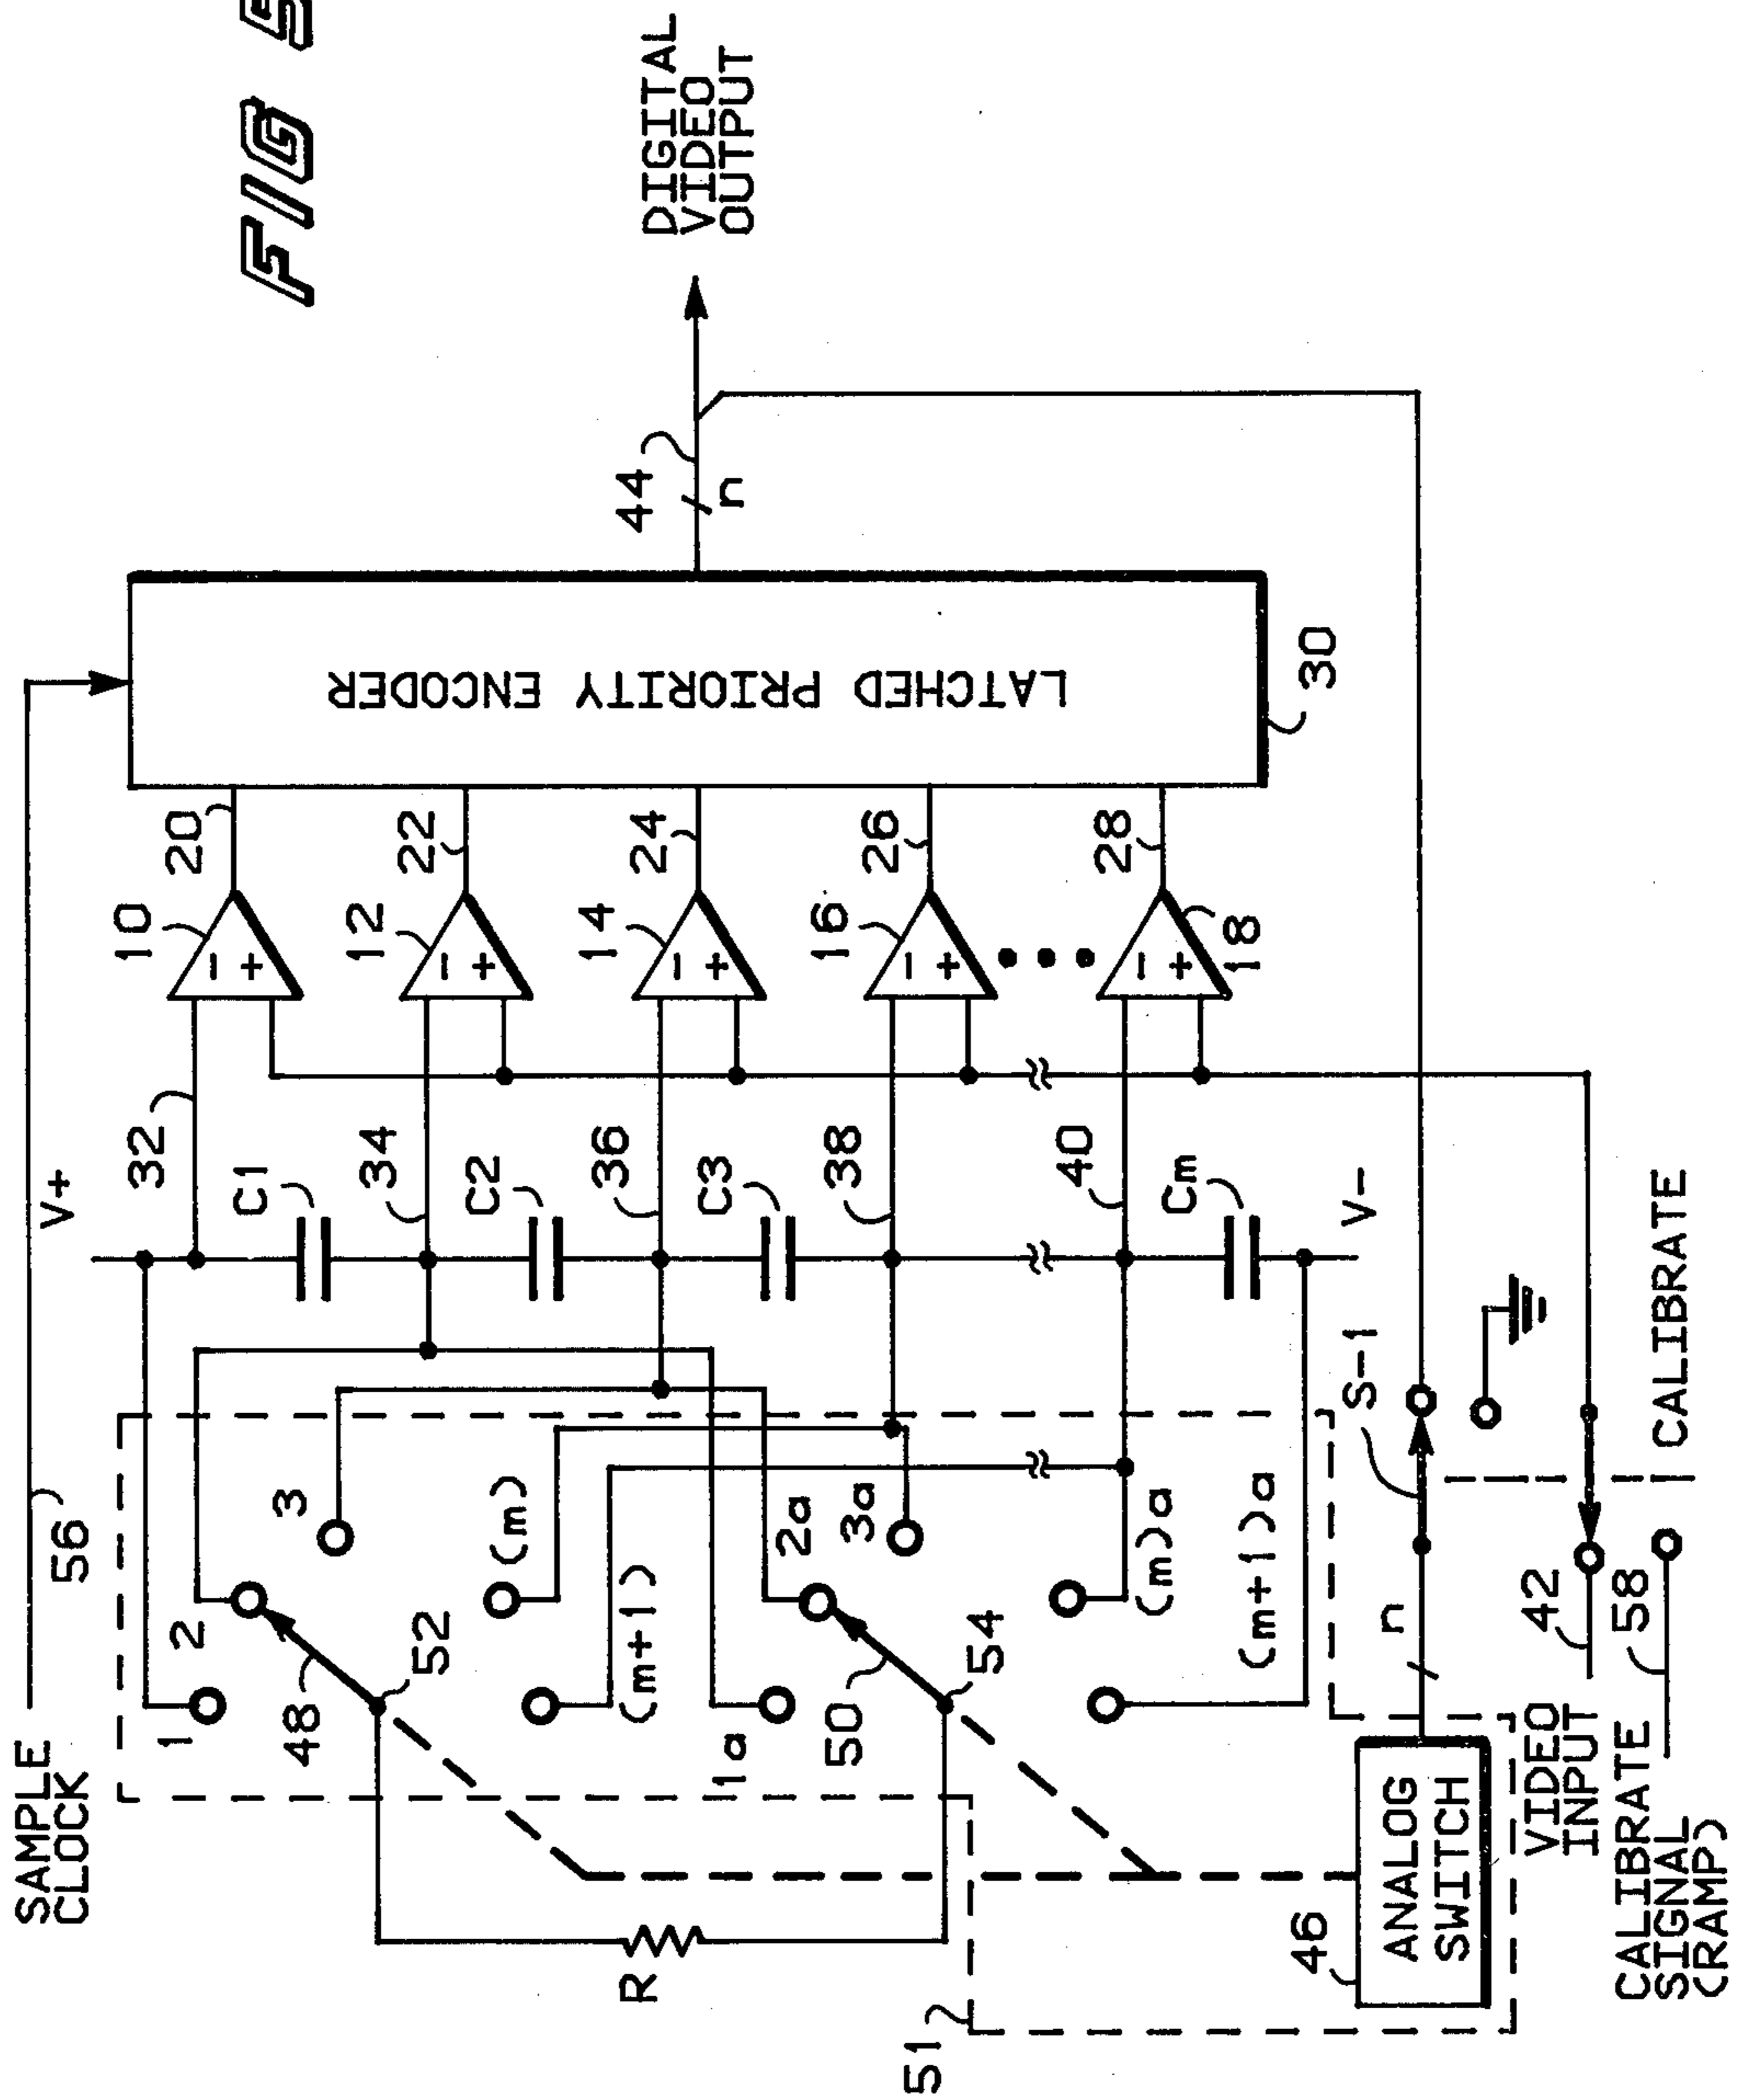 FIG 5
SAMPLE
CLOCK
56
V+
1
2
3
48
52
(m)
(m+1)
1a
2a
3a
50
54
(m)a
(m+1)a
R
51
46
ANALOG
SWITCH
n
S-1
32
C1
34
C2
36
C3
38
40
Cm
V-
10
- +
20
12
- +
22
14
- +
24
16
- +
26
18
- +
28
LATCHED PRIORITY ENCODER
30
44
n
DIGITAL
VIDEO
OUTPUT
VIDEO
INPUT
42
CALIBRATE
SIGNAL
(RAMP)
58
CALIBRATE